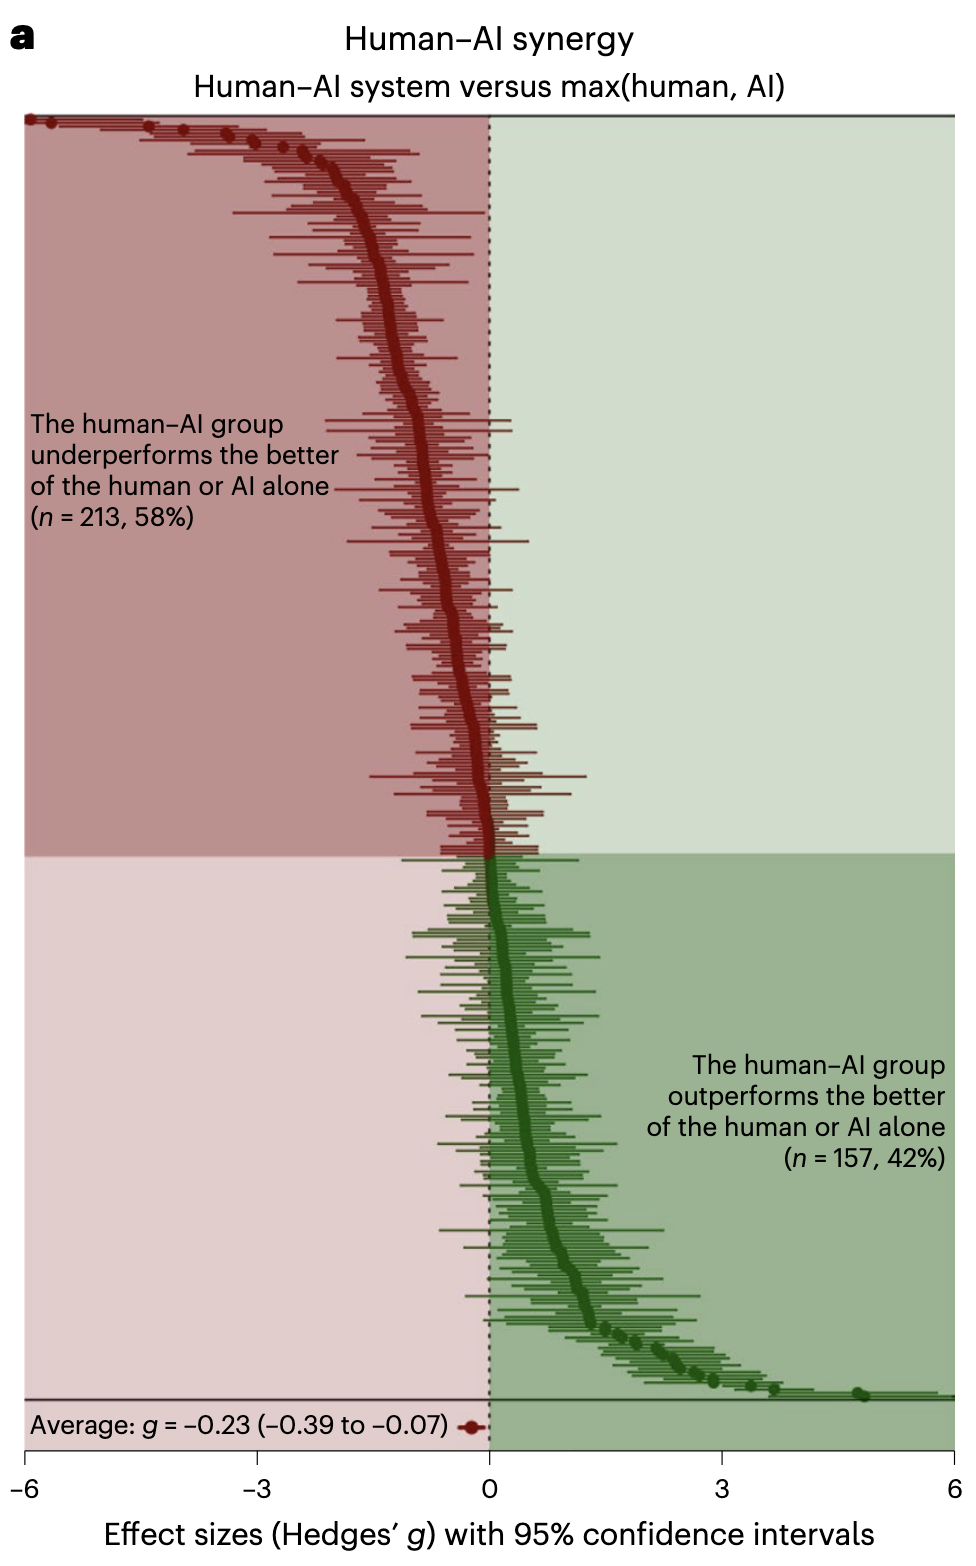 a
Human–AI synergy
Human–AI system versus max(human, AI)
The human–AI group
underperforms the better
of the human or AI alone
(n = 213, 58%)
The human–AI group
outperforms the better
of the human or AI alone
(n = 157, 42%)
Average: g = −0.23 (−0.39 to −0.07)
−6 −3 0 3 6
Effect sizes (Hedges’ g) with 95% confidence intervals